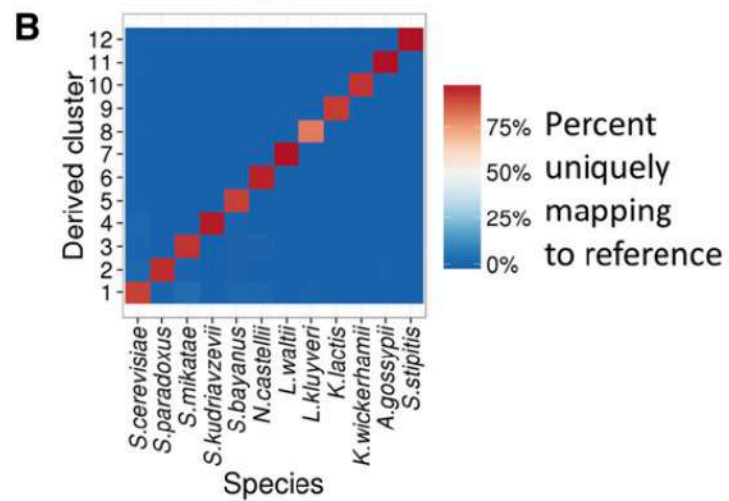 B
Derived cluster
12
11
10
9
8
7
6
5
4
3
2
1
S.cerevisiae
S.paradoxus
S.mikatae
S.kudriavzevii
S.bayanus
N.castellii
L.waltii
L.kluyveri
K.lactis
K.wickerhamii
A.gossypii
S.stipitis
Species
75%
50%
25%
0%
Percent
uniquely
mapping
to reference